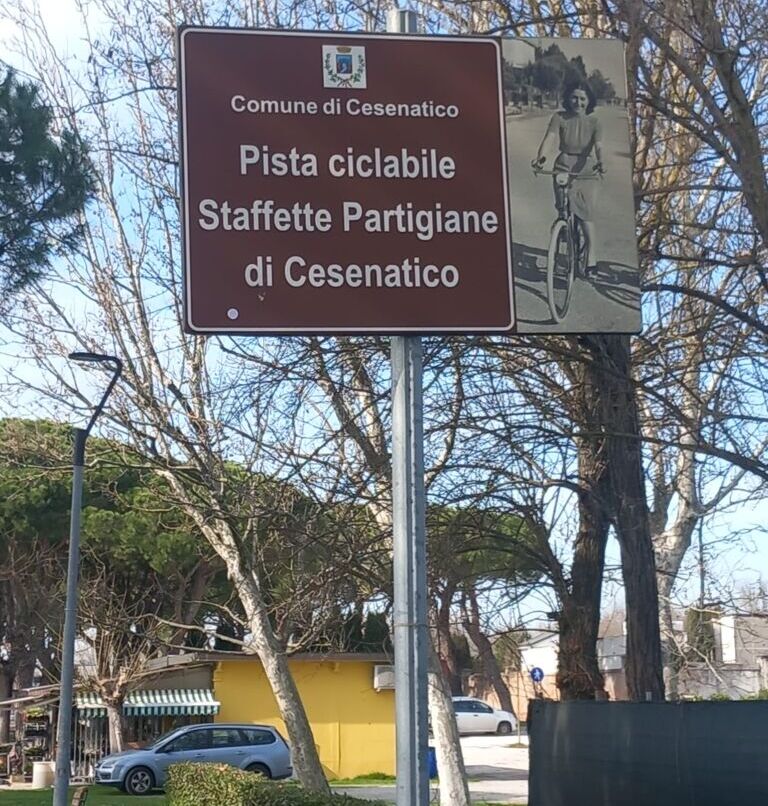 Comune di Cesenatico
Pista ciclabile
Staffette Partigiane
di Cesenatico